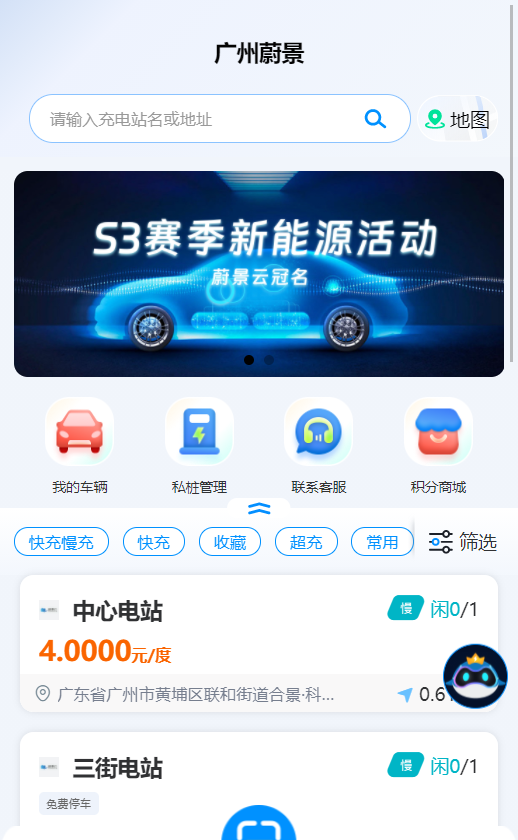 广州蔚景
请输入充电站名或地址
地图
S3赛季新能源活动
蔚景云冠名
我的车辆
私桩管理
联系客服
积分商城
快充慢充
快充
收藏
超充
常用
筛选
中心电站
慢 闲0/1
4.0000元/度
广东省广州市黄埔区联和街道合景·科...
0.6
三街电站
慢 闲0/1
免费停车